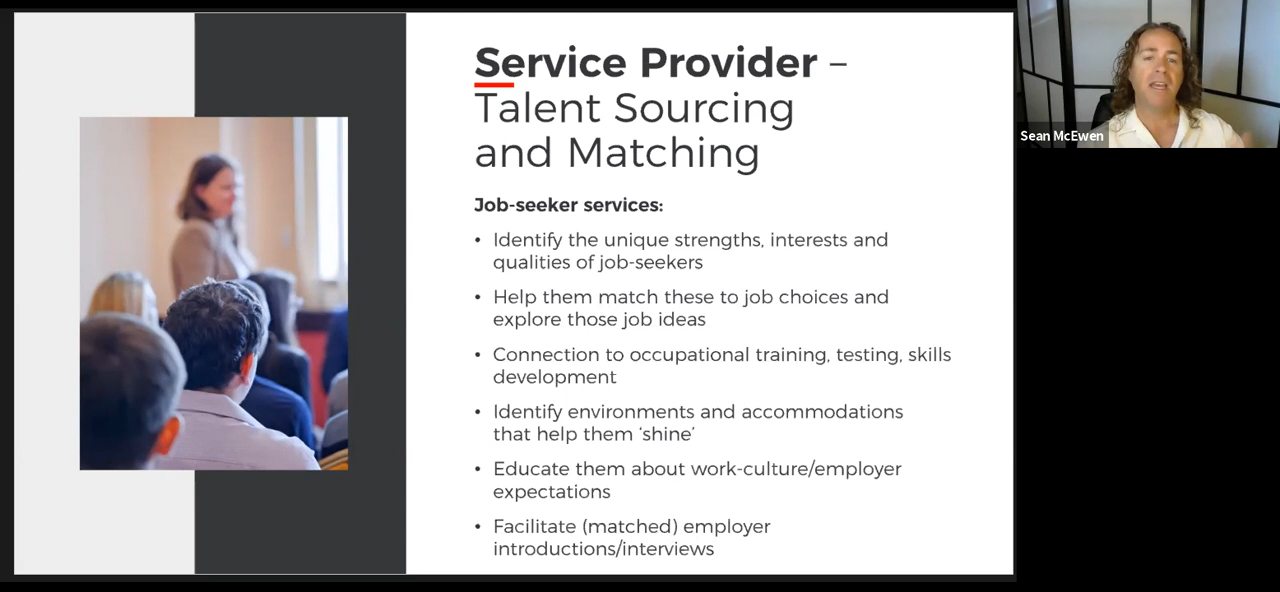 Service Provider –
Talent Sourcing
and Matching
Job-seeker services:
• Identify the unique strengths, interests and
qualities of job-seekers
• Help them match these to job choices and
explore those job ideas
• Connection to occupational training, testing, skills
development
• Identify environments and accommodations
that help them ‘shine’
• Educate them about work-culture/employer
expectations
• Facilitate (matched) employer
introductions/interviews
Sean McEwen